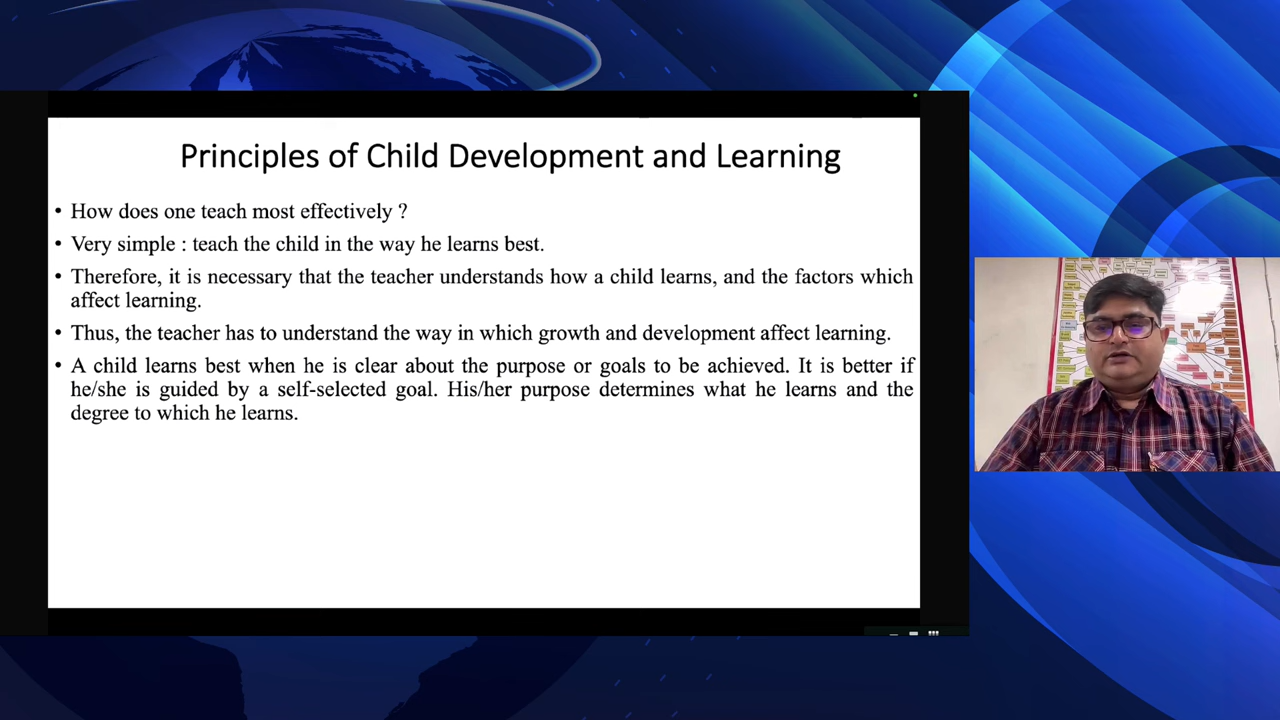 Principles of Child Development and Learning
• How does one teach most effectively ?
• Very simple : teach the child in the way he learns best.
• Therefore, it is necessary that the teacher understands how a child learns, and the factors which
affect learning.
• Thus, the teacher has to understand the way in which growth and development affect learning.
• A child learns best when he is clear about the purpose or goals to be achieved. It is better if
he/she is guided by a self-selected goal. His/her purpose determines what he learns and the
degree to which he learns.